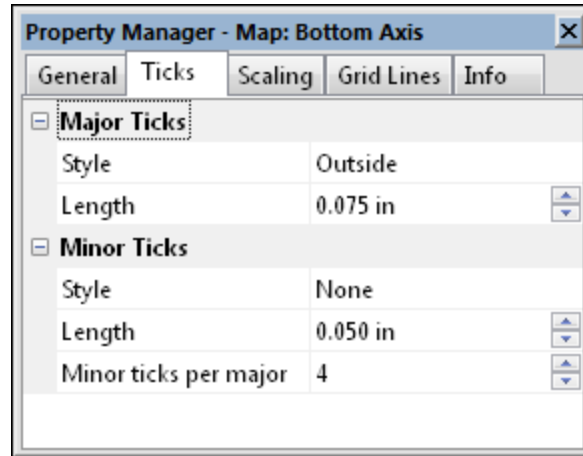 Property Manager - Map: Bottom Axis
General Ticks Scaling Grid Lines Info
Major Ticks
Style Outside
Length 0.075 in
Minor Ticks
Style None
Length 0.050 in
Minor ticks per major 4